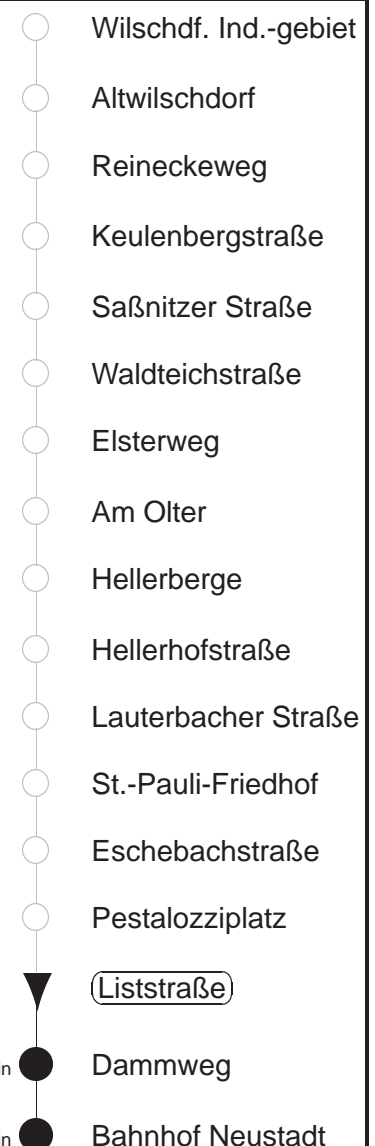 Wilschdf. Ind.-gebiet
Altwilschdorf
Reineckeweg
Keulenbergstraße
Saßnitzer Straße
Waldteichstraße
Elsterweg
Am Olter
Hellerberge
Hellerhofstraße
Lauterbacher Straße
St.-Pauli-Friedhof
Eschebachstraße
Pestalozziplatz
Liststraße
Dammweg
Bahnhof Neustadt